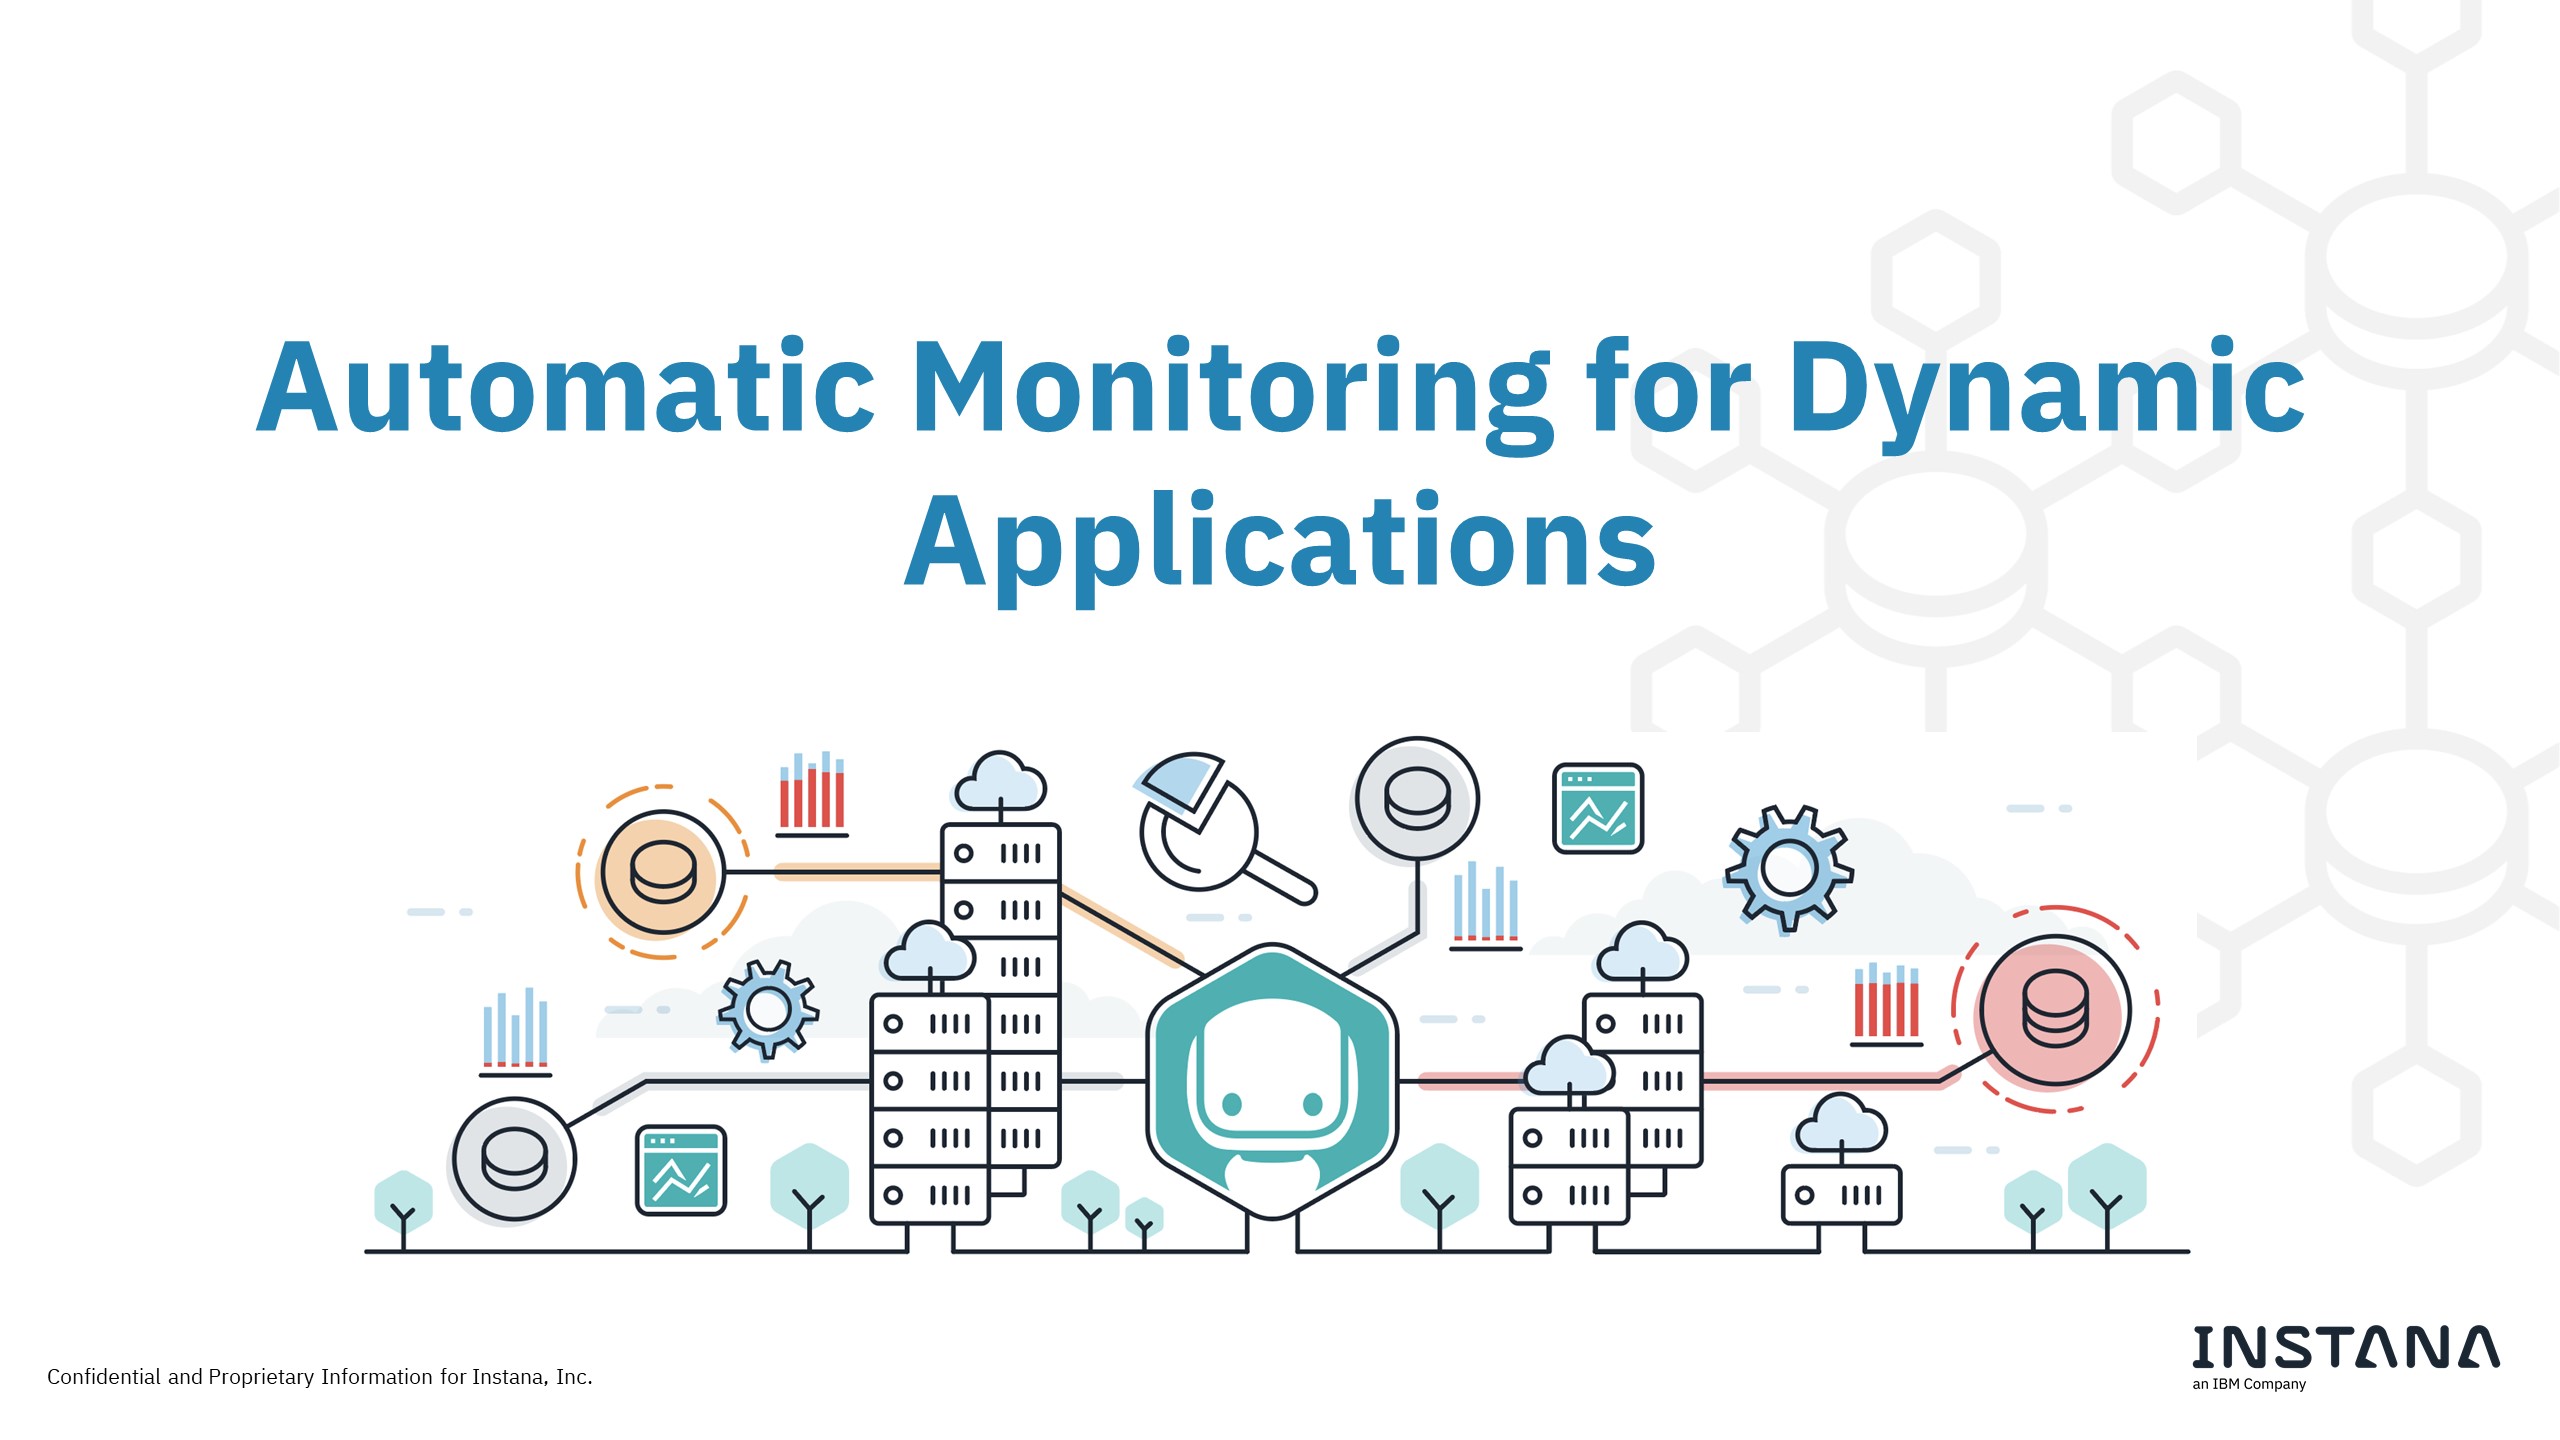 Automatic Monitoring for Dynamic
Applications
Confidential and Proprietary Information for Instana, Inc.
INSTANA
an IBM Company